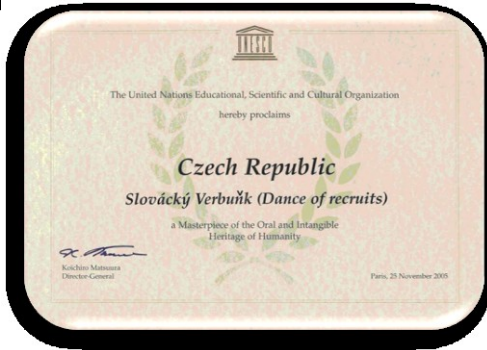 UNESCO
The United Nations Educational, Scientific and Cultural Organization
hereby proclaims
Czech Republic
Slovácký Verbuňk (Dance of recruits)
a Masterpiece of the Oral and Intangible
Heritage of Humanity
Koïchiro Matsuura
Director-General
Paris, 25 November 2005